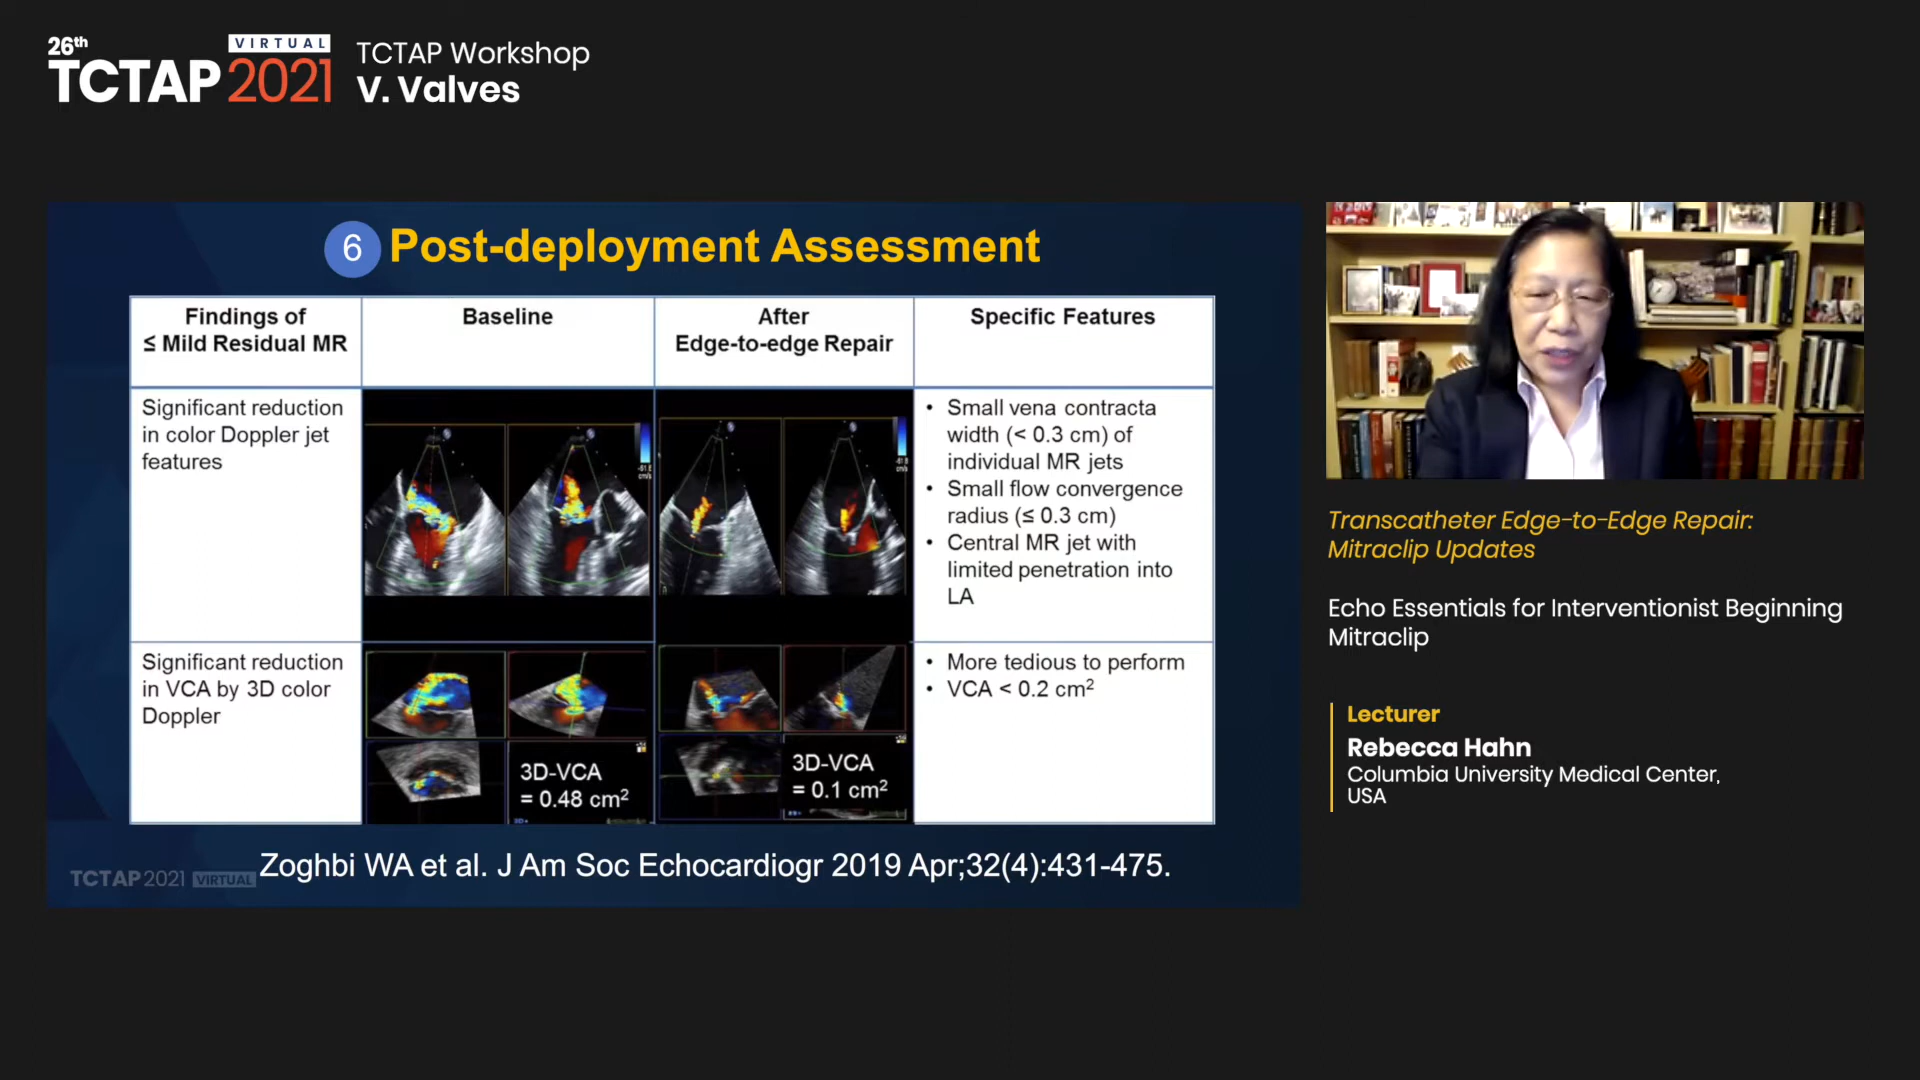 26th
VIRTUAL
TCTAP 2021
TCTAP Workshop
V. Valves
6 Post-deployment Assessment
Findings of
≤ Mild Residual MR
Baseline
After
Edge-to-edge Repair
Specific Features
Significant reduction
in color Doppler jet
features
• Small vena contracta
width (< 0.3 cm) of
individual MR jets
• Small flow convergence
radius (≤ 0.3 cm)
• Central MR jet with
limited penetration into
LA
Significant reduction
in VCA by 3D color
Doppler
3D-VCA
= 0.48 cm²
3D-VCA
= 0.1 cm²
• More tedious to perform
• VCA < 0.2 cm²
TCTAP 2021 VIRTUAL
Zoghbi WA et al. J Am Soc Echocardiogr 2019 Apr;32(4):431-475.
Transcatheter Edge-to-Edge Repair:
Mitraclip Updates
Echo Essentials for Interventionist Beginning
Mitraclip
Lecturer
Rebecca Hahn
Columbia University Medical Center,
USA